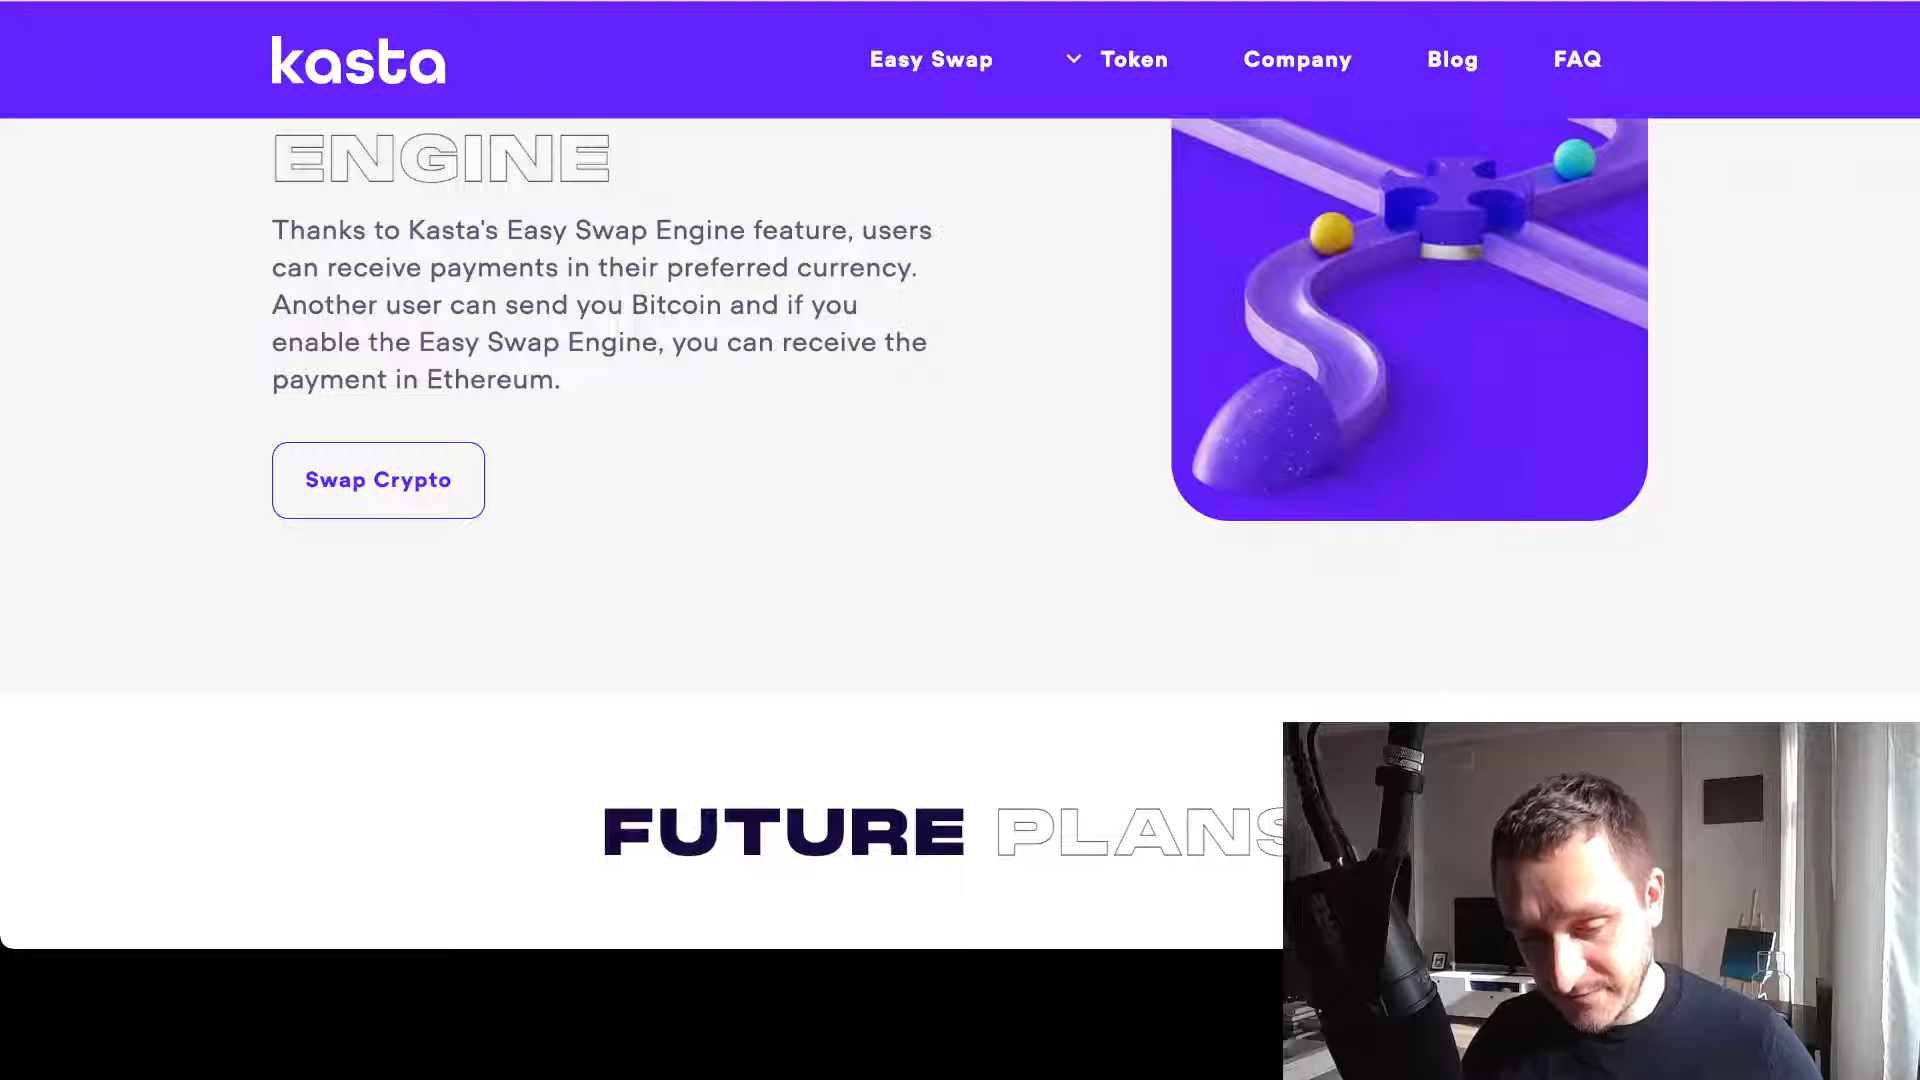 kasta
Easy Swap
Token
Company
Blog
FAQ
ENGINE
Thanks to Kasta's Easy Swap Engine feature, users
can receive payments in their preferred currency.
Another user can send you Bitcoin and if you
enable the Easy Swap Engine, you can receive the
payment in Ethereum.
Swap Crypto
FUTURE PLANS